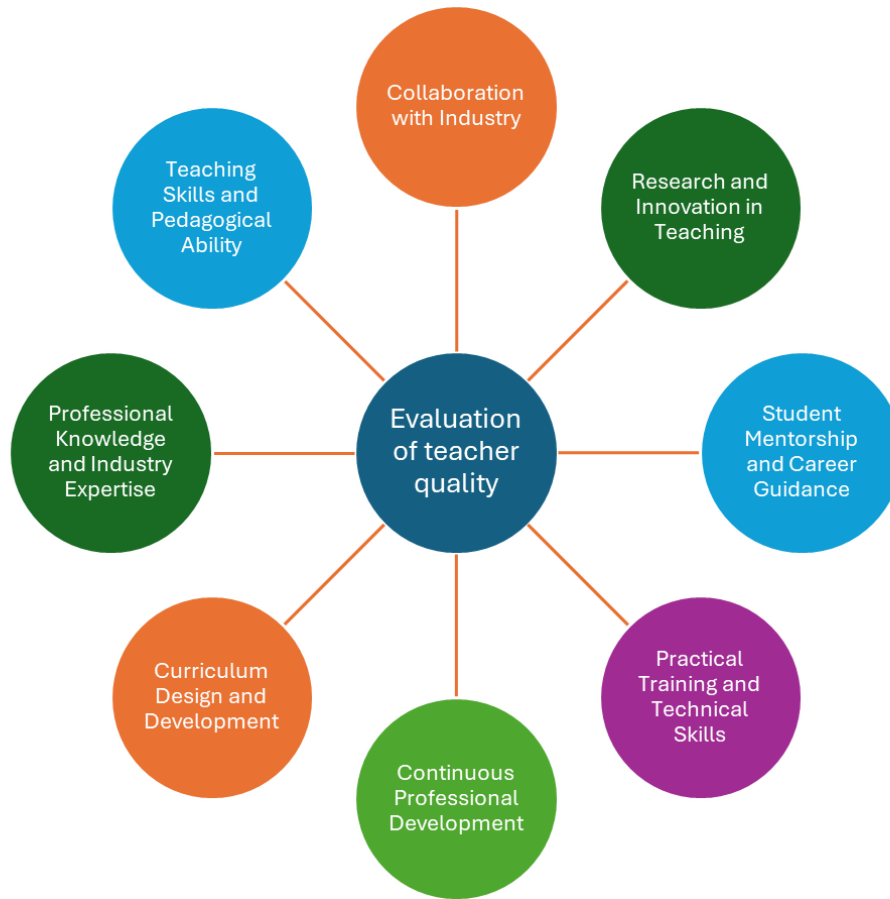 Collaboration
with Industry
Research and
Innovation in
Teaching
Student
Mentorship
and Career
Guidance
Practical
Training and
Technical
Skills
Continuous
Professional
Development
Curriculum
Design and
Development
Professional
Knowledge
and Industry
Expertise
Teaching
Skills and
Pedagogical
Ability
Evaluation
of teacher
quality